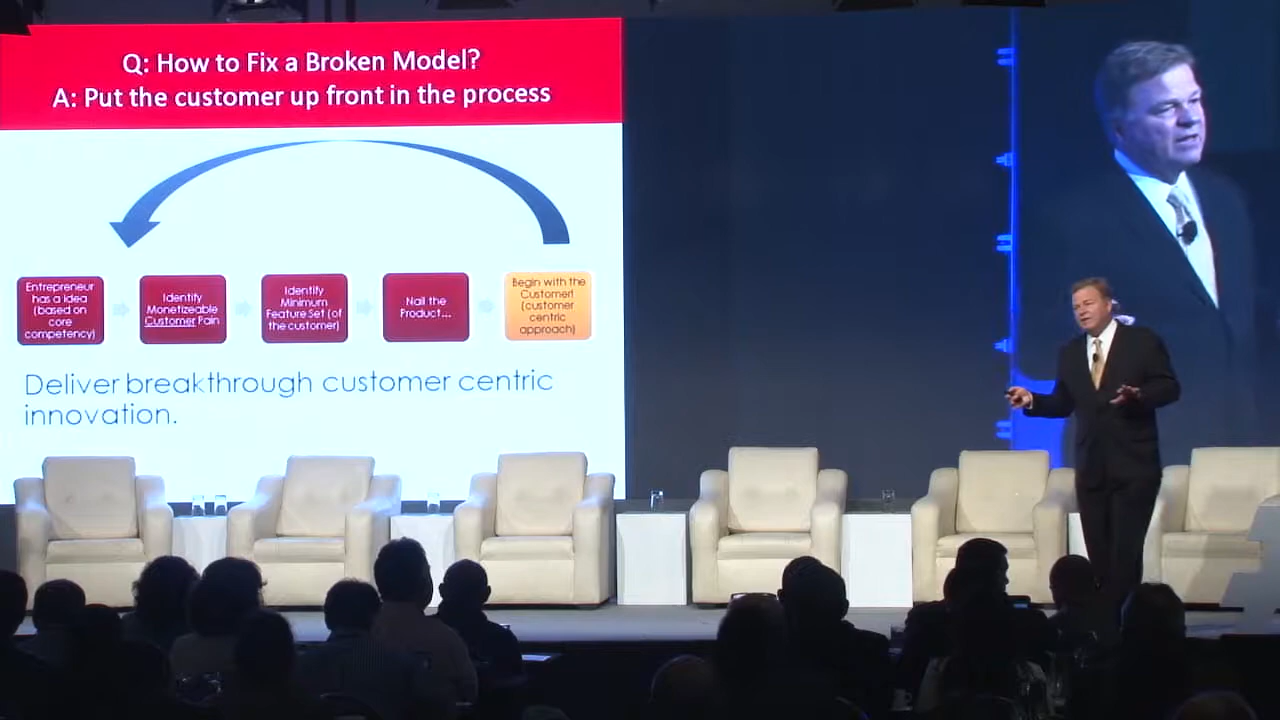 Q: How to Fix a Broken Model?
A: Put the customer up front in the process
Entrepreneur
has a idea
(based on
core
competency)
Identify
Monetizeable
Customer Pain
Identify
Minimum
Feature Set (of
the customer)
Nail the
Product...
Begin with the
Customer!
(customer
centric
approach)
Deliver breakthrough customer centric
innovation.